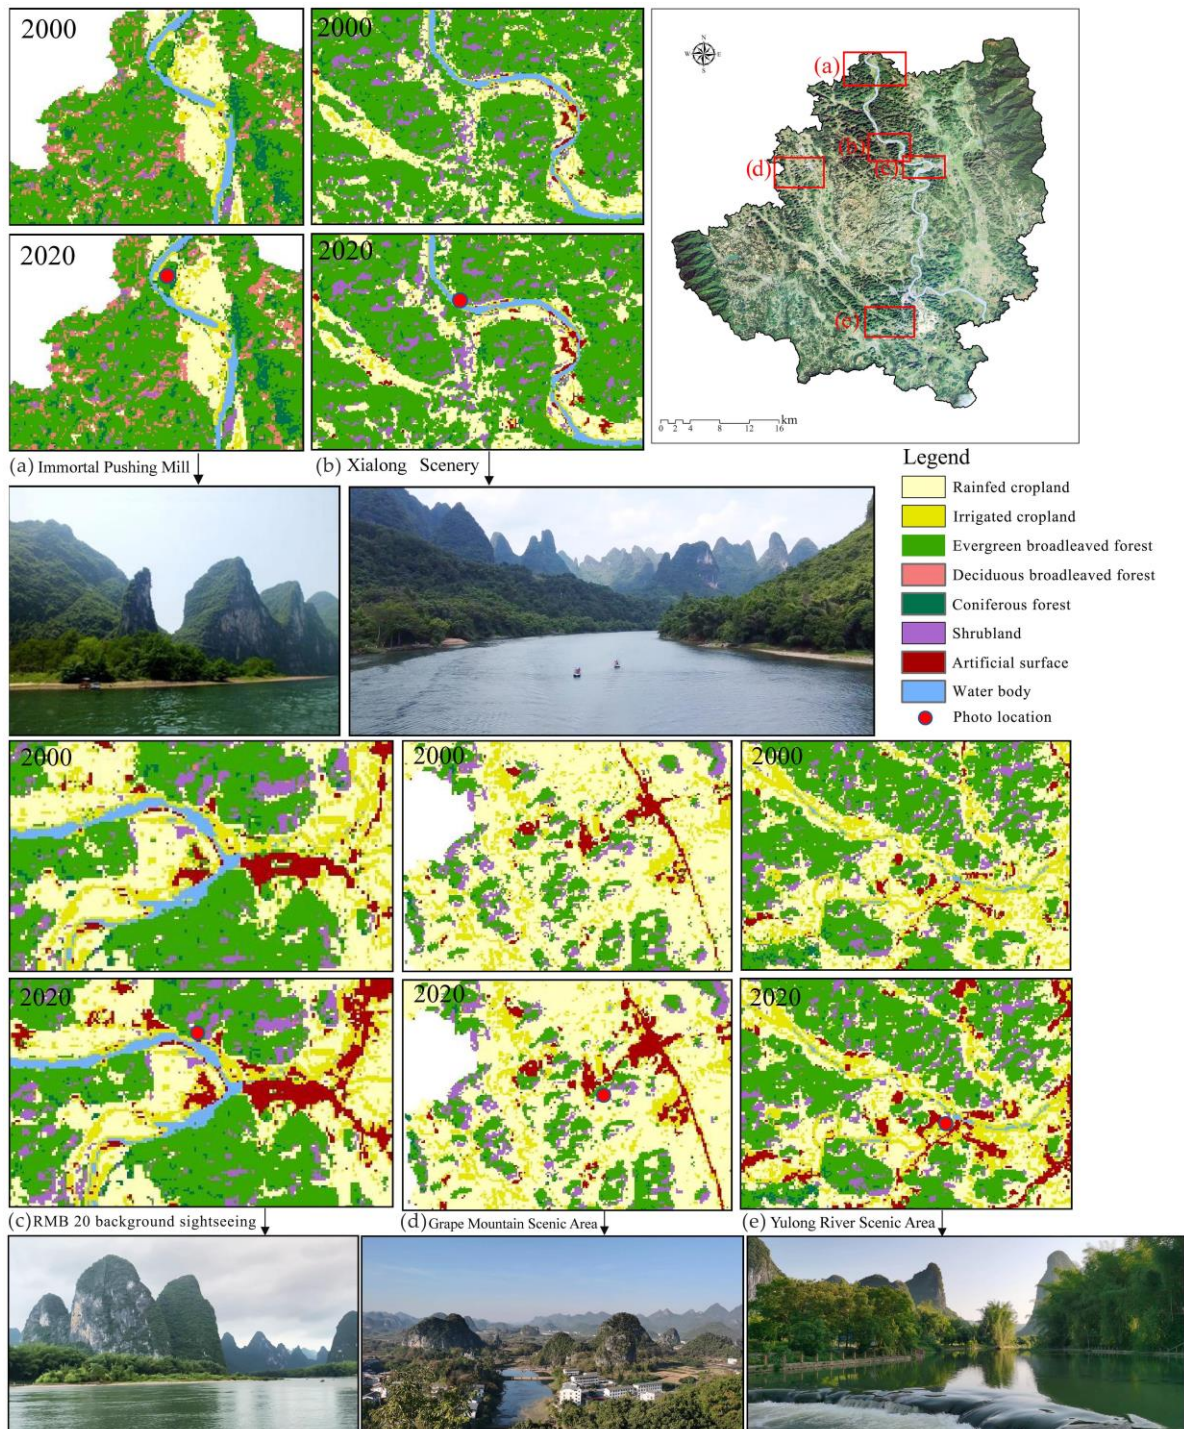 2000
2000
N
W
E
S
(a)
(b)
(c)
(d)
(e)
km
0 2 4 8 12 16
2020
2020
(a) Immortal Pushing Mill
(b) Xialong Scenery
Legend
Rainfed cropland
Irrigated cropland
Evergreen broadleaved forest
Deciduous broadleaved forest
Coniferous forest
Shrubland
Artificial surface
Water body
Photo location
2000
2000
2000
2020
2020
2020
(c) RMB 20 background sightseeing
(d) Grape Mountain Scenic Area
(e) Yulong River Scenic Area